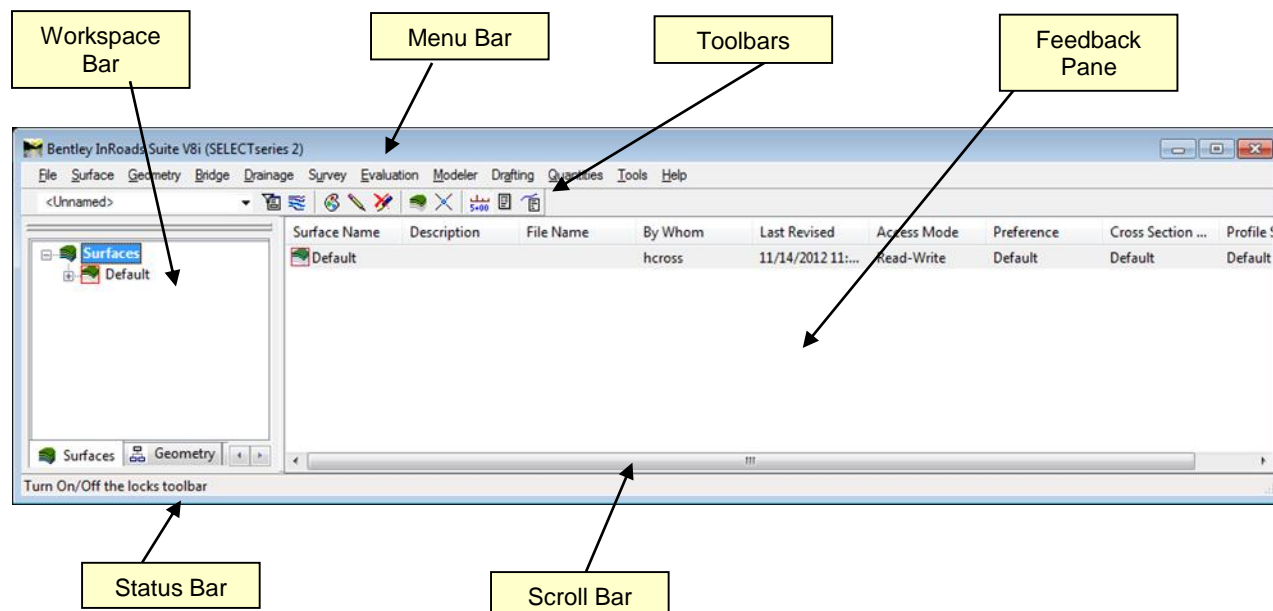 Workspace
Bar
Menu Bar
Toolbars
Feedback
Pane
Bentley InRoads Suite V8i (SELECTseries 2)
File Surface Geometry Bridge Drainage Survey Evaluation Modeler Drafting Quantities Tools Help
<Unnamed>
5+00
Surface Name Description File Name By Whom Last Revised Access Mode Preference Cross Section ... Profile S
Default hcross 11/14/2012 11:... Read-Write Default Default Default
Surfaces
Default
Surfaces Geometry
Turn On/Off the locks toolbar
Status Bar
Scroll Bar